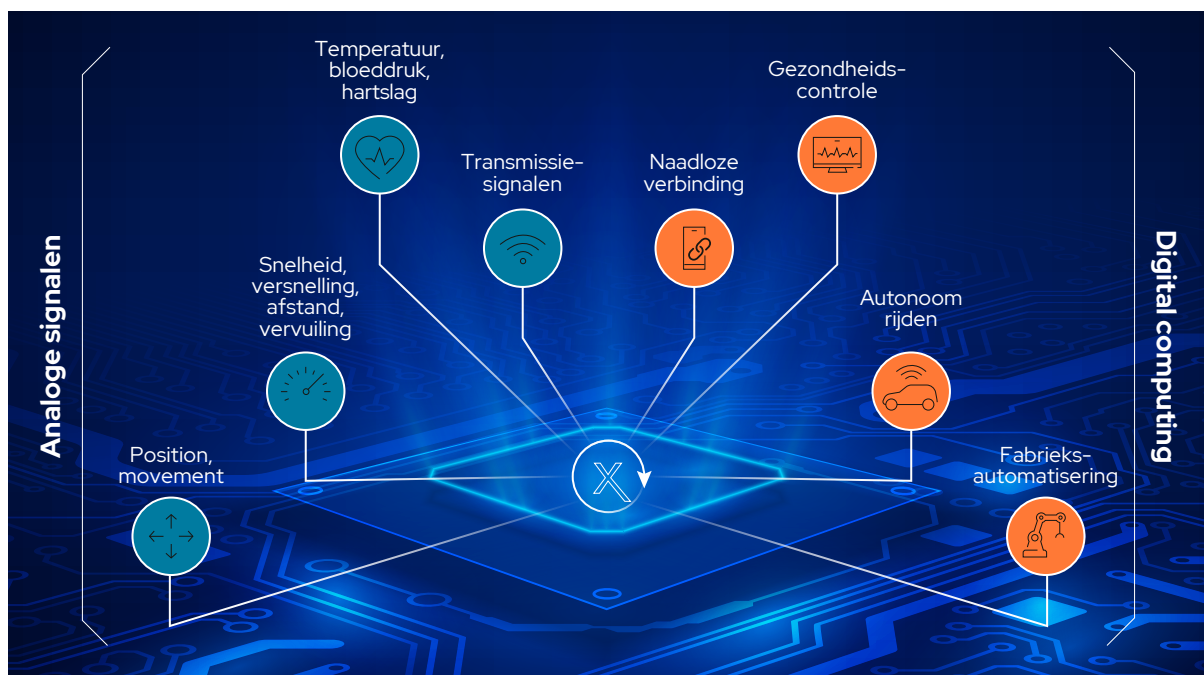 Analoge signalen
Temperatuur,
bloeddruk,
hartslag
Transmissie-
signalen
Snelheid,
versnelling,
afstand,
vervuiling
Position,
movement
X
Naadloze
verbinding
Gezondheids-
controle
Autonoom
rijden
Fabrieks-
automatisering
Digital computing